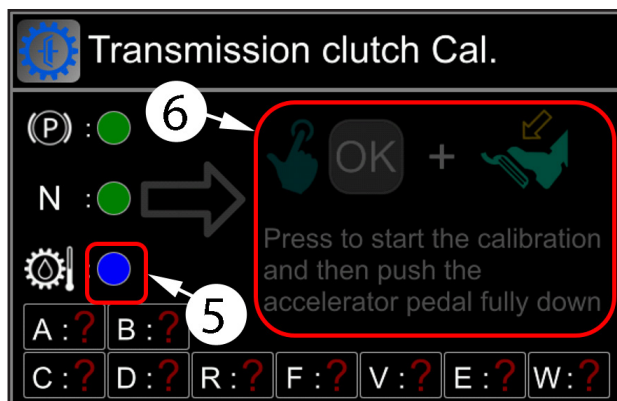 Transmission clutch Cal.
6
(P) :
OK +
N :
Press to start the calibration
and then push the
accelerator pedal fully down
:
5
A : ? B : ?
C : ? D : ? R : ? F : ? V : ? E : ? W : ?